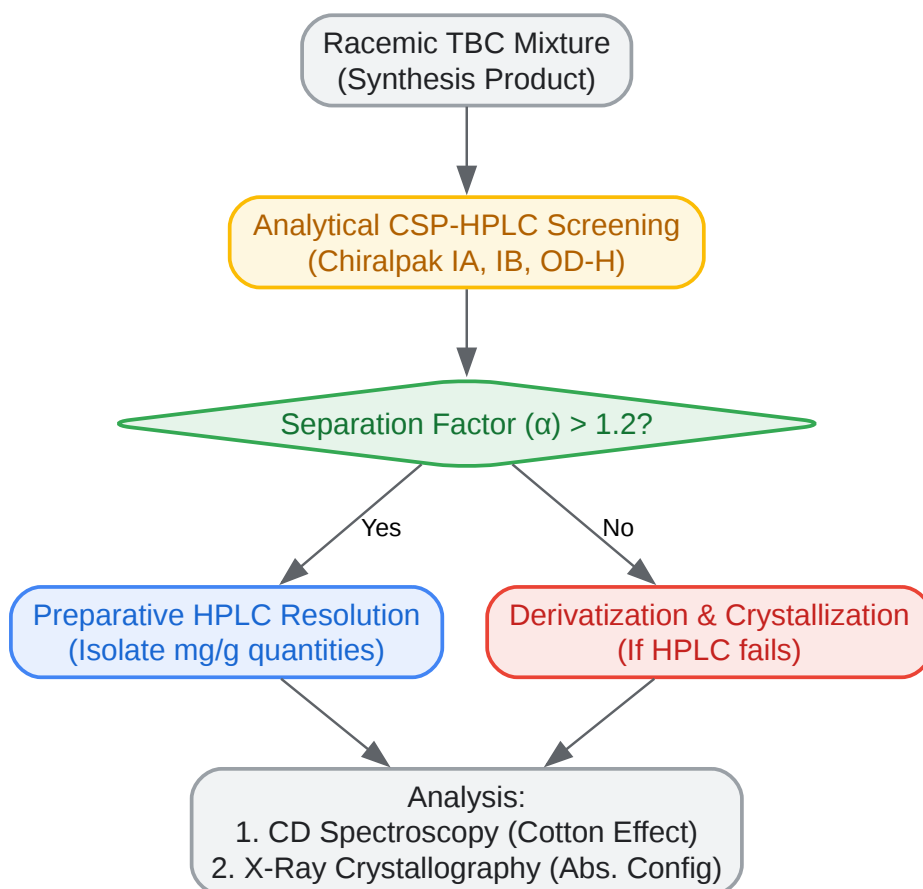 Racemic TBC Mixture
(Synthesis Product)
Analytical CSP-HPLC Screening
(Chiralpak IA, IB, OD-H)
Separation Factor (α) > 1.2?
Yes
No
Preparative HPLC Resolution
(Isolate mg/g quantities)
Derivatization & Crystallization
(If HPLC fails)
Analysis:
1. CD Spectroscopy (Cotton Effect)
2. X-Ray Crystallography (Abs. Config)